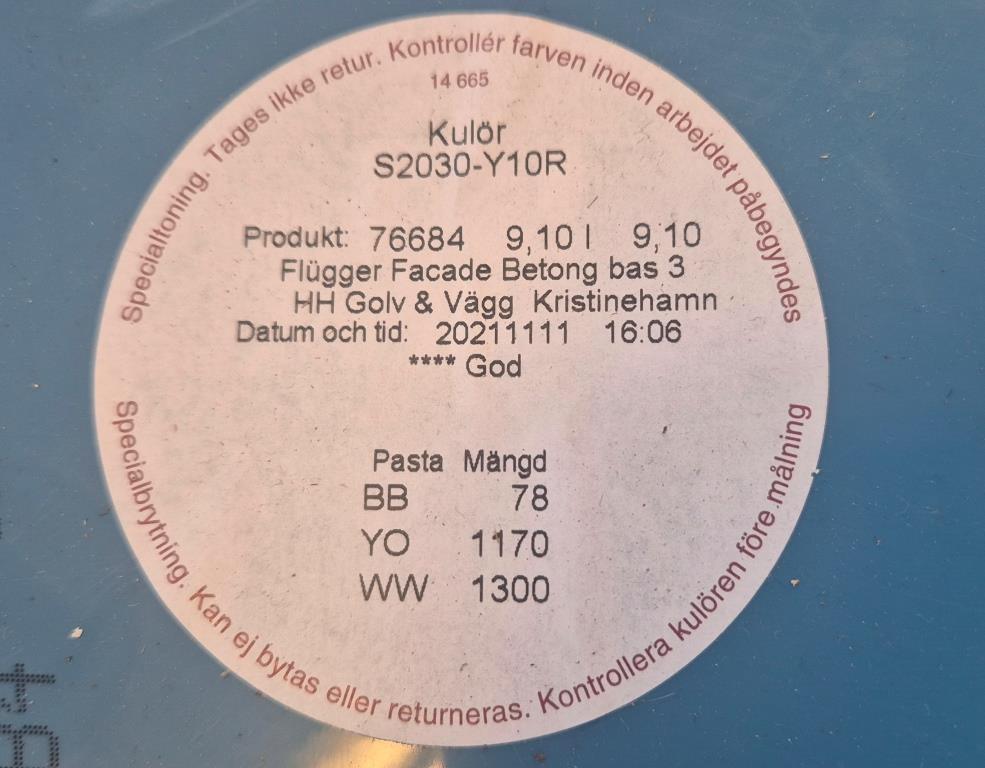 Specialtoning. Tages ikke retur. Kontrollér farven inden arbejdet påbegyndes
14 665
Kulör
S2030-Y10R
Produkt: 76684 9,10 l 9,10
Flügger Facade Betong bas 3
HH Golv & Vägg Kristinehamn
Datum och tid: 20211111 16:06
**** God
Pasta Mängd
BB 78
YO 1170
WW 1300
Specialbrytning. Kan ej bytas eller returneras. Kontrollera kulören före målning